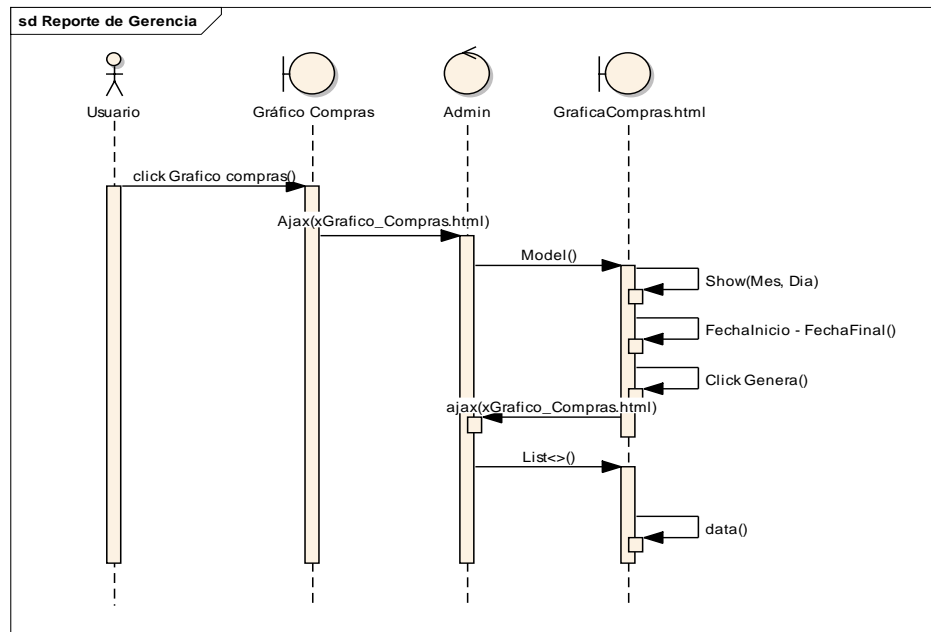 sd Reporte de Gerencia
Usuario
Gráfico Compras
Admin
GraficaCompras.html
click Grafico compras()
Ajax(xGrafico_Compras.html)
Model()
Show(Mes, Dia)
FechaInicio - FechaFinal()
Click Genera()
ajax(xGrafico_Compras.html)
List<>()
data()